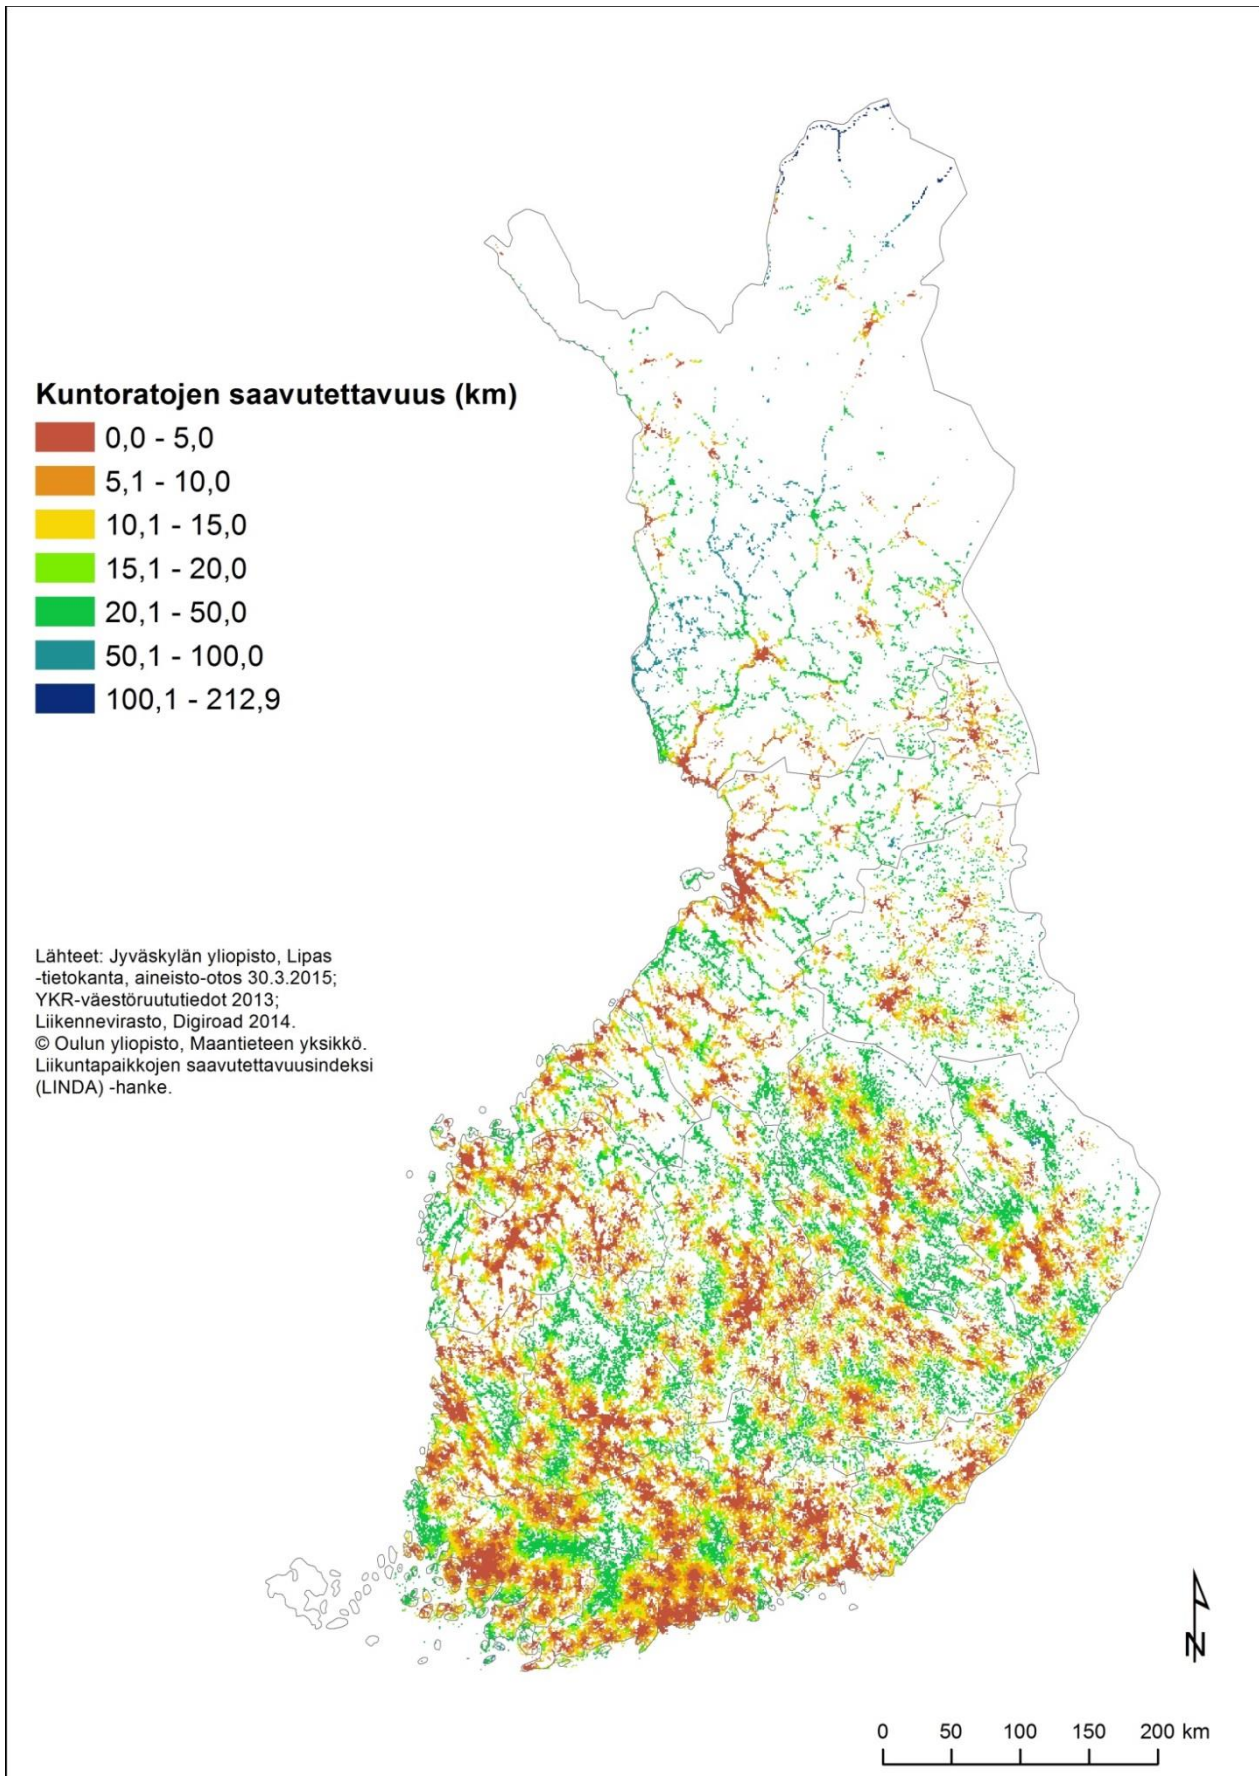 Kuntoratojen saavutettavuus (km)
0,0 - 5,0
5,1 - 10,0
10,1 - 15,0
15,1 - 20,0
20,1 - 50,0
50,1 - 100,0
100,1 - 212,9
Lähteet: Jyväskylän yliopisto, Lipas
-tietokanta, aineisto-otos 30.3.2015;
YKR-väestöruututiedot 2013;
Liikennevirasto, Digiroad 2014.
© Oulun yliopisto, Maantieteen yksikkö.
Liikuntapaikkojen saavutettavuusindeksi
(LINDA) -hanke.
N
0 50 100 150 200 km